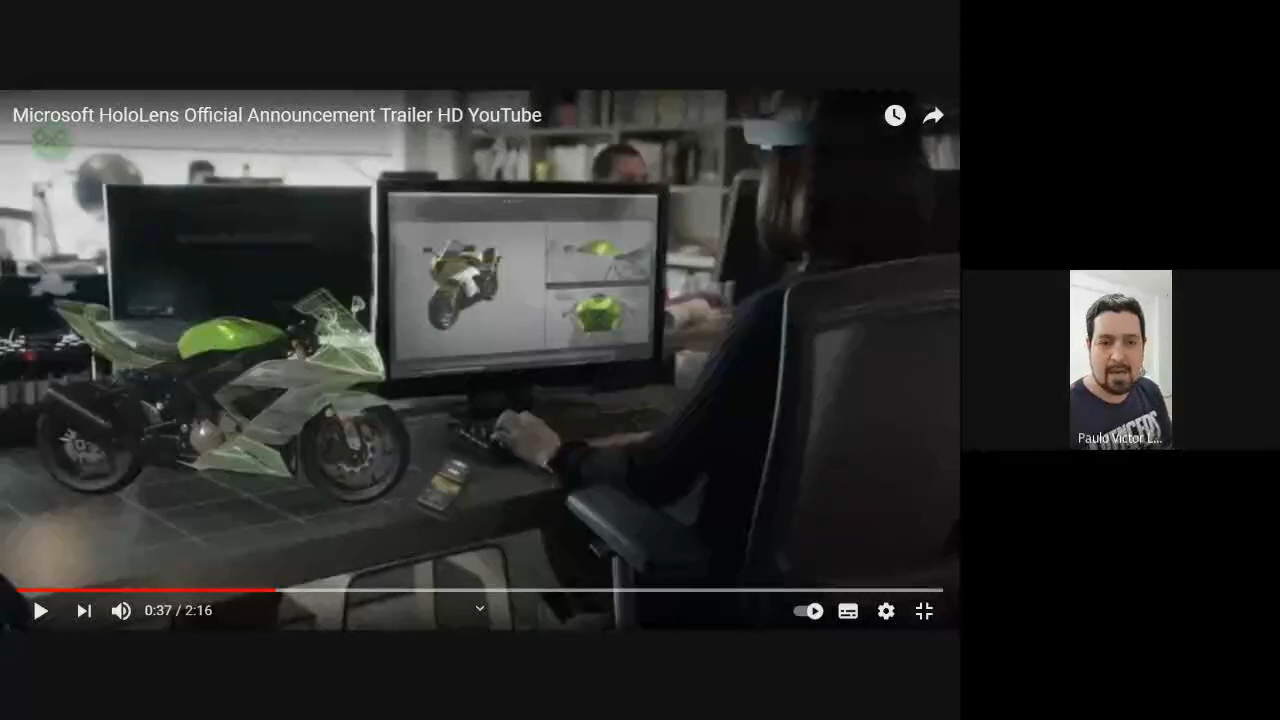 Microsoft HoloLens Official Announcement Trailer HD YouTube
0:37 / 2:16
Paulo Victor L...